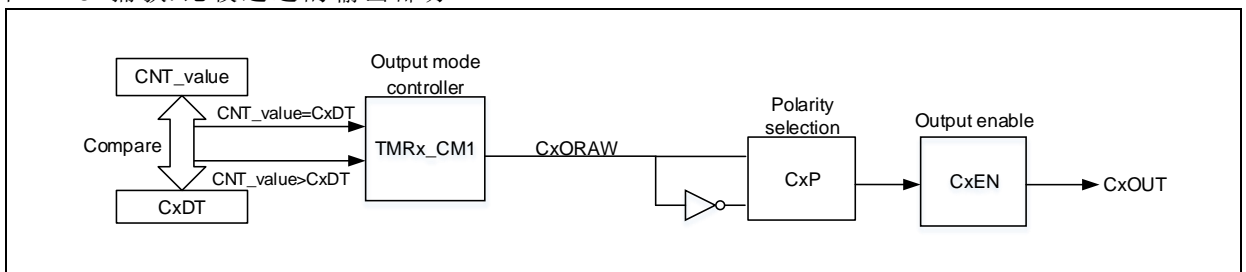 CNT_value
Compare
CxDT
CNT_value=CxDT
CNT_value>CxDT
Output mode
controller
TMRx_CM1
CxORAW
Polarity
selection
CxP
Output enable
CxEN
CxOUT